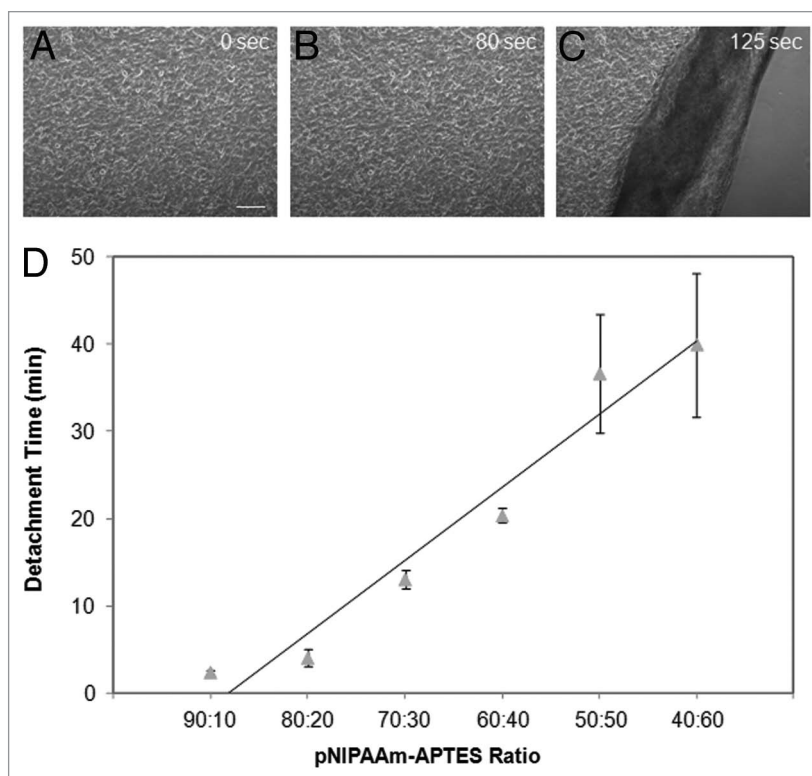 A
0 sec
B
80 sec
C
125 sec
D
50
40
30
20
10
0
Detachment Time (min)
90:10 80:20 70:30 60:40 50:50 40:60
pNIPAAm-APTES Ratio